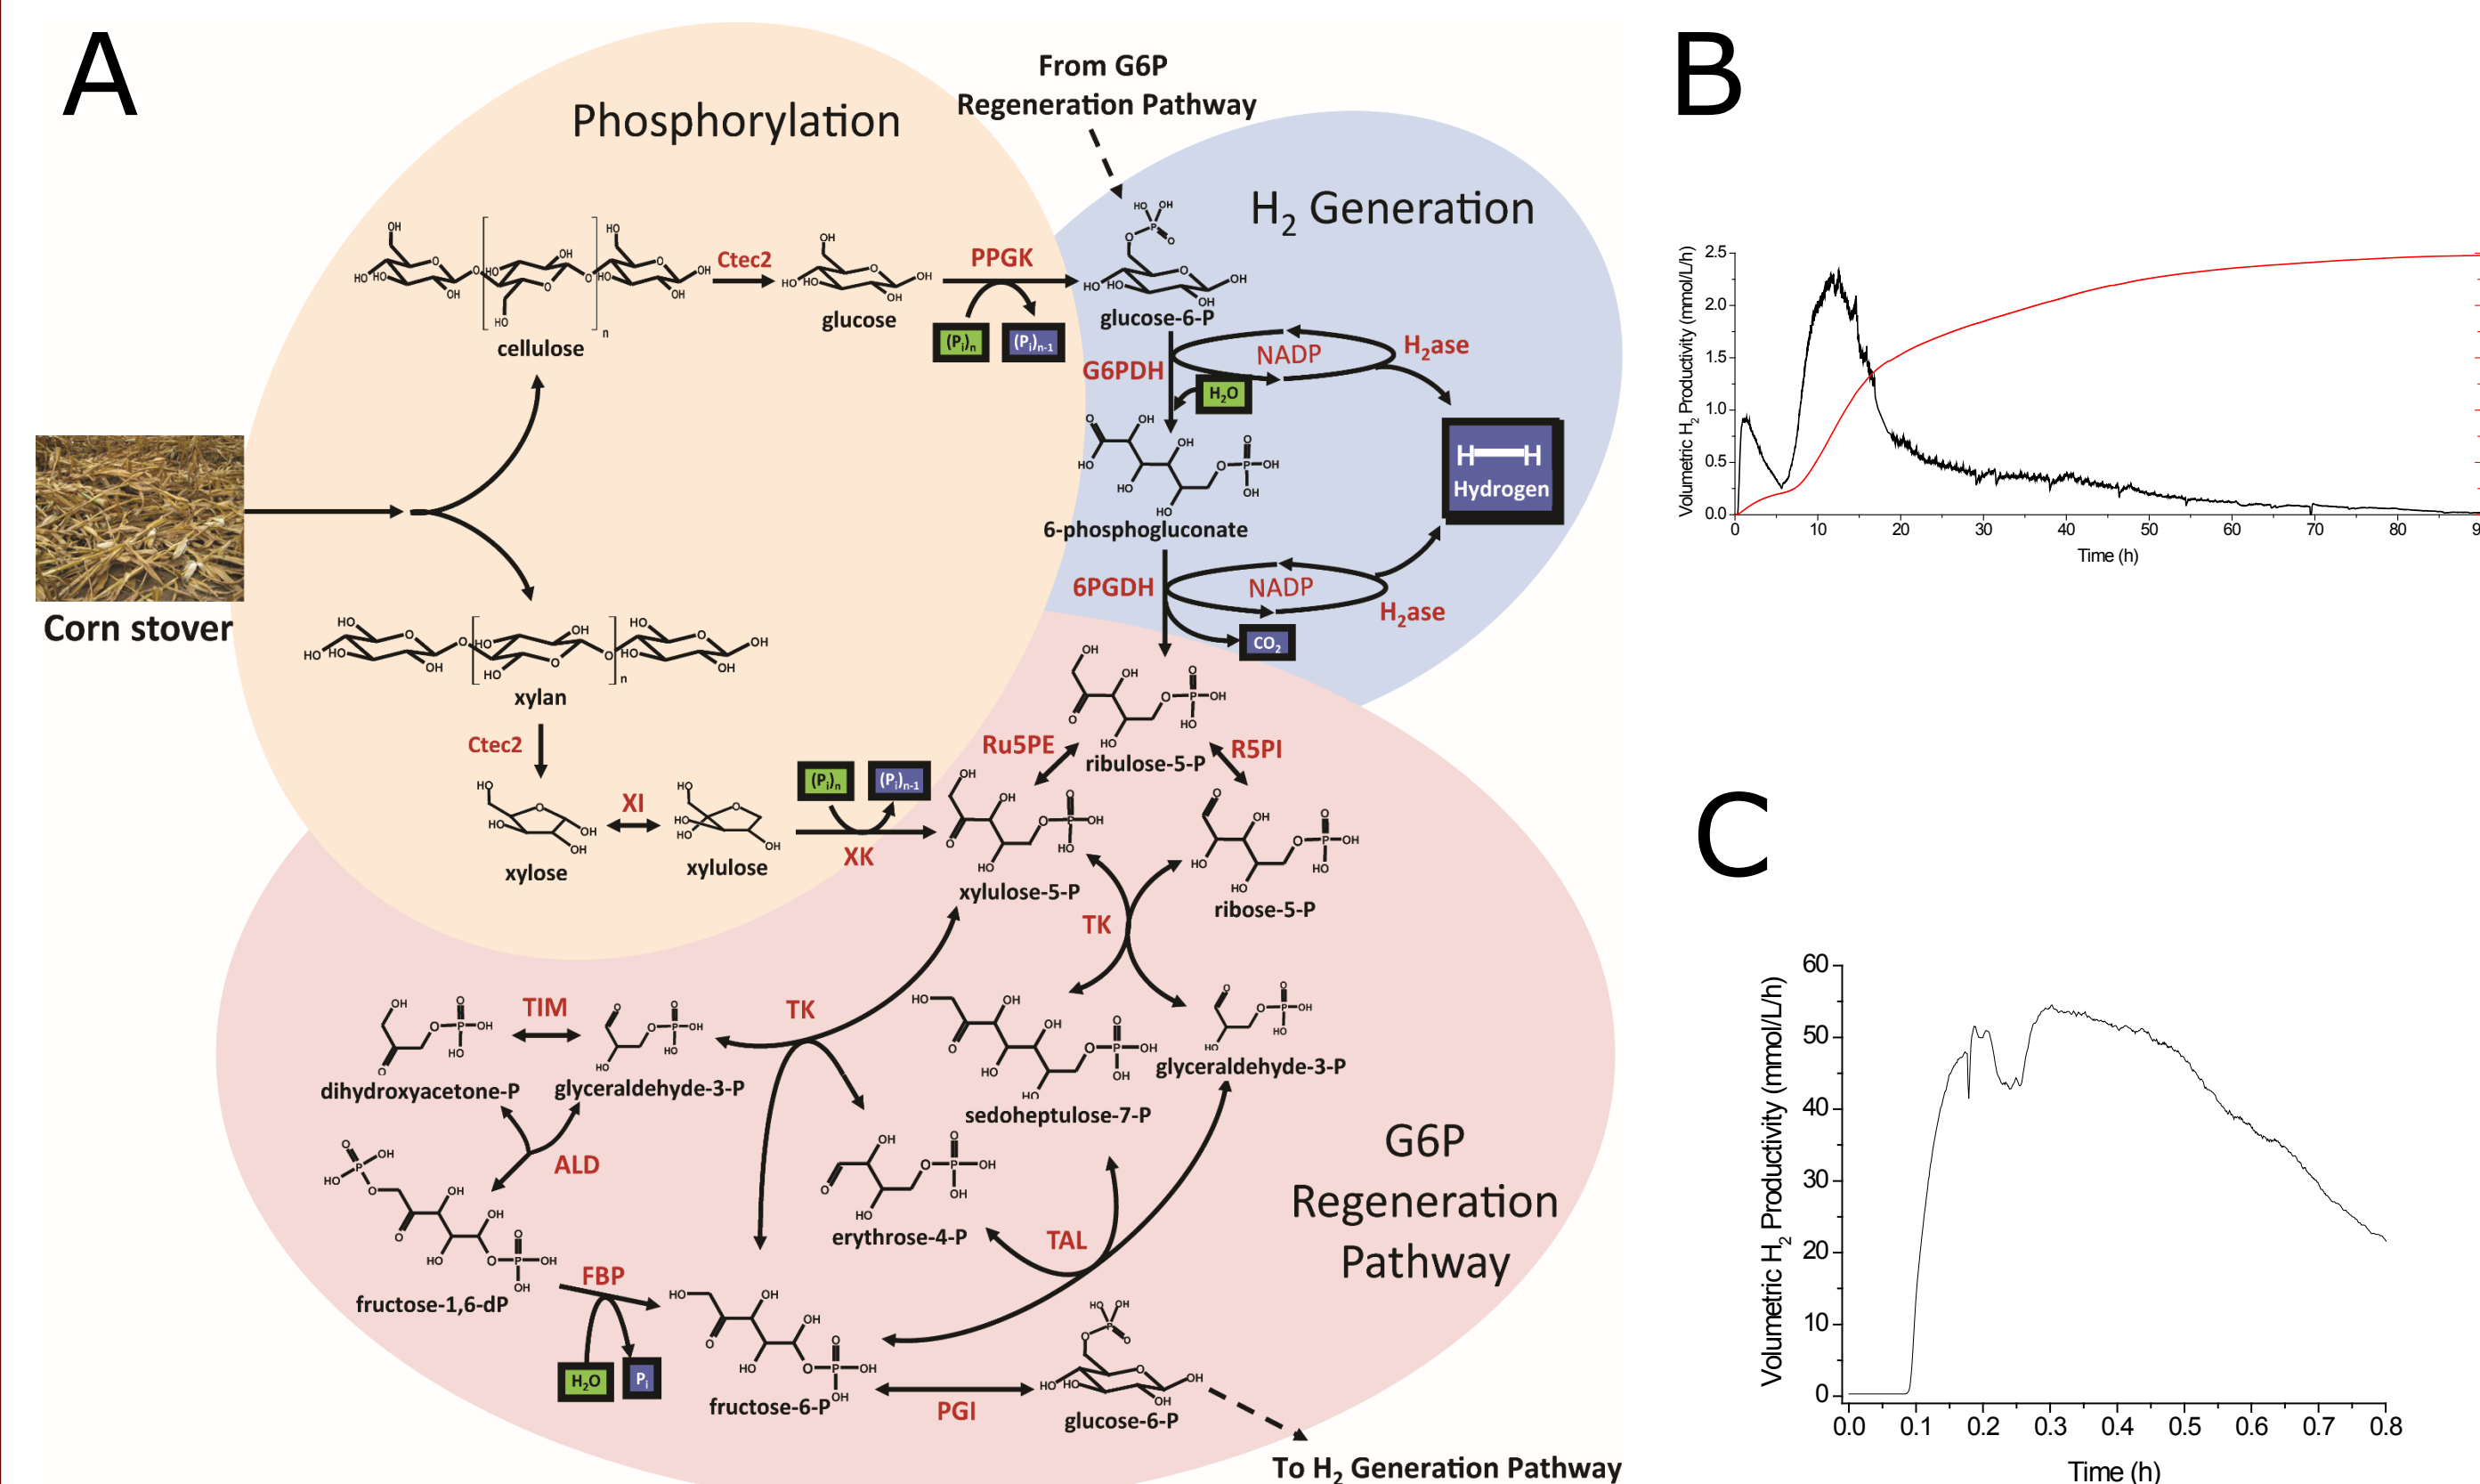 A
Phosphorylation
From G6P
Regeneration Pathway
H2 Generation
cellulose
n
Ctec2
glucose
PPGK
(Pi)n
(Pi)n-1
glucose-6-P
G6PDH
NADP
H2ase
H2O
6-phosphogluconate
H H
Hydrogen
6PGDH
NADP
H2ase
CO2
Corn stover
xylan
n
Ctec2
xylose
XI
xylulose
(Pi)n
(Pi)n-1
XK
Ru5PE
ribulose-5-P
R5PI
xylulose-5-P
ribose-5-P
TK
TIM
TK
dihydroxyacetone-P
glyceraldehyde-3-P
sedoheptulose-7-P
glyceraldehyde-3-P
ALD
erythrose-4-P
TAL
G6P
Regeneration
Pathway
fructose-1,6-dP
FBP
H2O
Pi
fructose-6-P
PGI
glucose-6-P
To H2 Generation Pathway
B
Volumetric H2 Productivity (mmol/L/h)
2.5
2.0
1.5
1.0
0.5
0.0
0 10 20 30 40 50 60 70 80 9
Time (h)
C
Volumetric H2 Productivity (mmol/L/h)
60
50
40
30
20
10
0
0.0 0.1 0.2 0.3 0.4 0.5 0.6 0.7 0.8
Time (h)